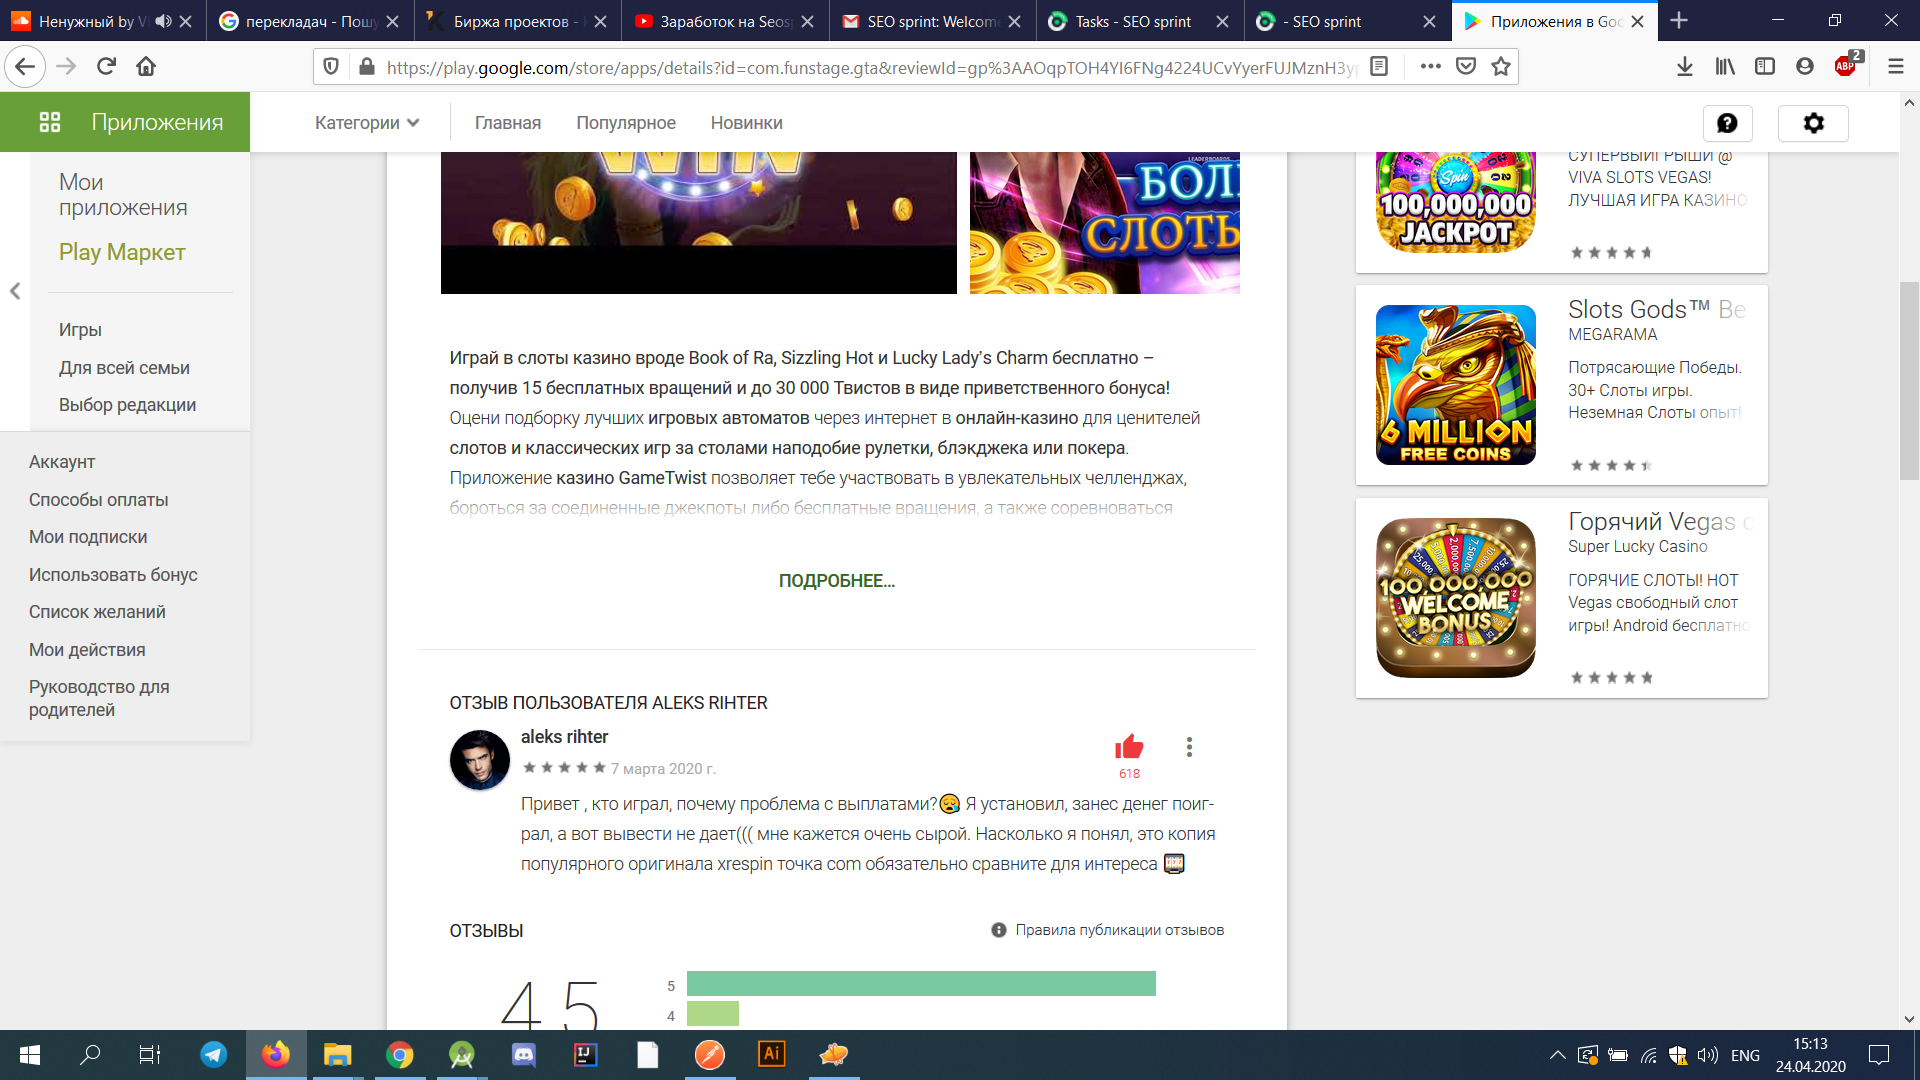 Ненужный by V
перекладач - Пошу
Биржа проектов -
Заработок на Seos
SEO sprint: Welcom
Tasks - SEO sprint
- SEO sprint
Приложения в Goo
https://play.google.com/store/apps/details?id=com.funstage.gta&reviewId=gp%3AAOqpTOH4YI6FNg4224UCvYyerFUJMznH3y
ABP
2
Приложения
Категории
Главная
Популярное
Новинки
Мои
приложения
Play Маркет
Игры
Для всей семьи
Выбор редакции
Аккаунт
Способы оплаты
Мои подписки
Использовать бонус
Список желаний
Мои действия
Руководство для
родителей
WIN
LEADERBOARDS
БОЛ
СЛОТЫ
Играй в слоты казино вроде Book of Ra, Sizzling Hot и Lucky Lady's Charm бесплатно –
получив 15 бесплатных вращений и до 30 000 Твистов в виде приветственного бонуса!
Оцени подборку лучших игровых автоматов через интернет в онлайн-казино для ценителей
слотов и классических игр за столами наподобие рулетки, блэкджека или покера.
Приложение казино GameTwist позволяет тебе участвовать в увлекательных челленджах,
бороться за соединенные джекпоты либо бесплатные вращения, а также соревноваться
ПОДРОБНЕЕ...
ОТЗЫВ ПОЛЬЗОВАТЕЛЯ ALEKS RIHTER
aleks rihter
7 марта 2020 г.
618
Привет , кто играл, почему проблема с выплатами?😪 Я установил, занес денег поиг-
рал, а вот вывести не дает((( мне кажется очень сырой. Насколько я понял, это копия
популярного оригинала xrespin точка com обязательно сравните для интереса 🎰
ОТЗЫВЫ
Правила публикации отзывов
4,5
5
4
Spin
100,000,000
JACKPOT
СУПЕРВЫИГРЫШИ @
VIVA SLOTS VEGAS!
ЛУЧШАЯ ИГРА КАЗИНО
6 MILLION
FREE COINS
Slots Gods™ Be
MEGARAMA
Потрясающие Победы.
30+ Слоты игры.
Неземная Слоты опыт!
100,000,000
WELCOME
BONUS
Горячий Vegas с
Super Lucky Casino
ГОРЯЧИЕ СЛОТЫ! HOT
Vegas свободный слот
игры! Android бесплатно
Ai
IJ
ENG
15:13
24.04.2020